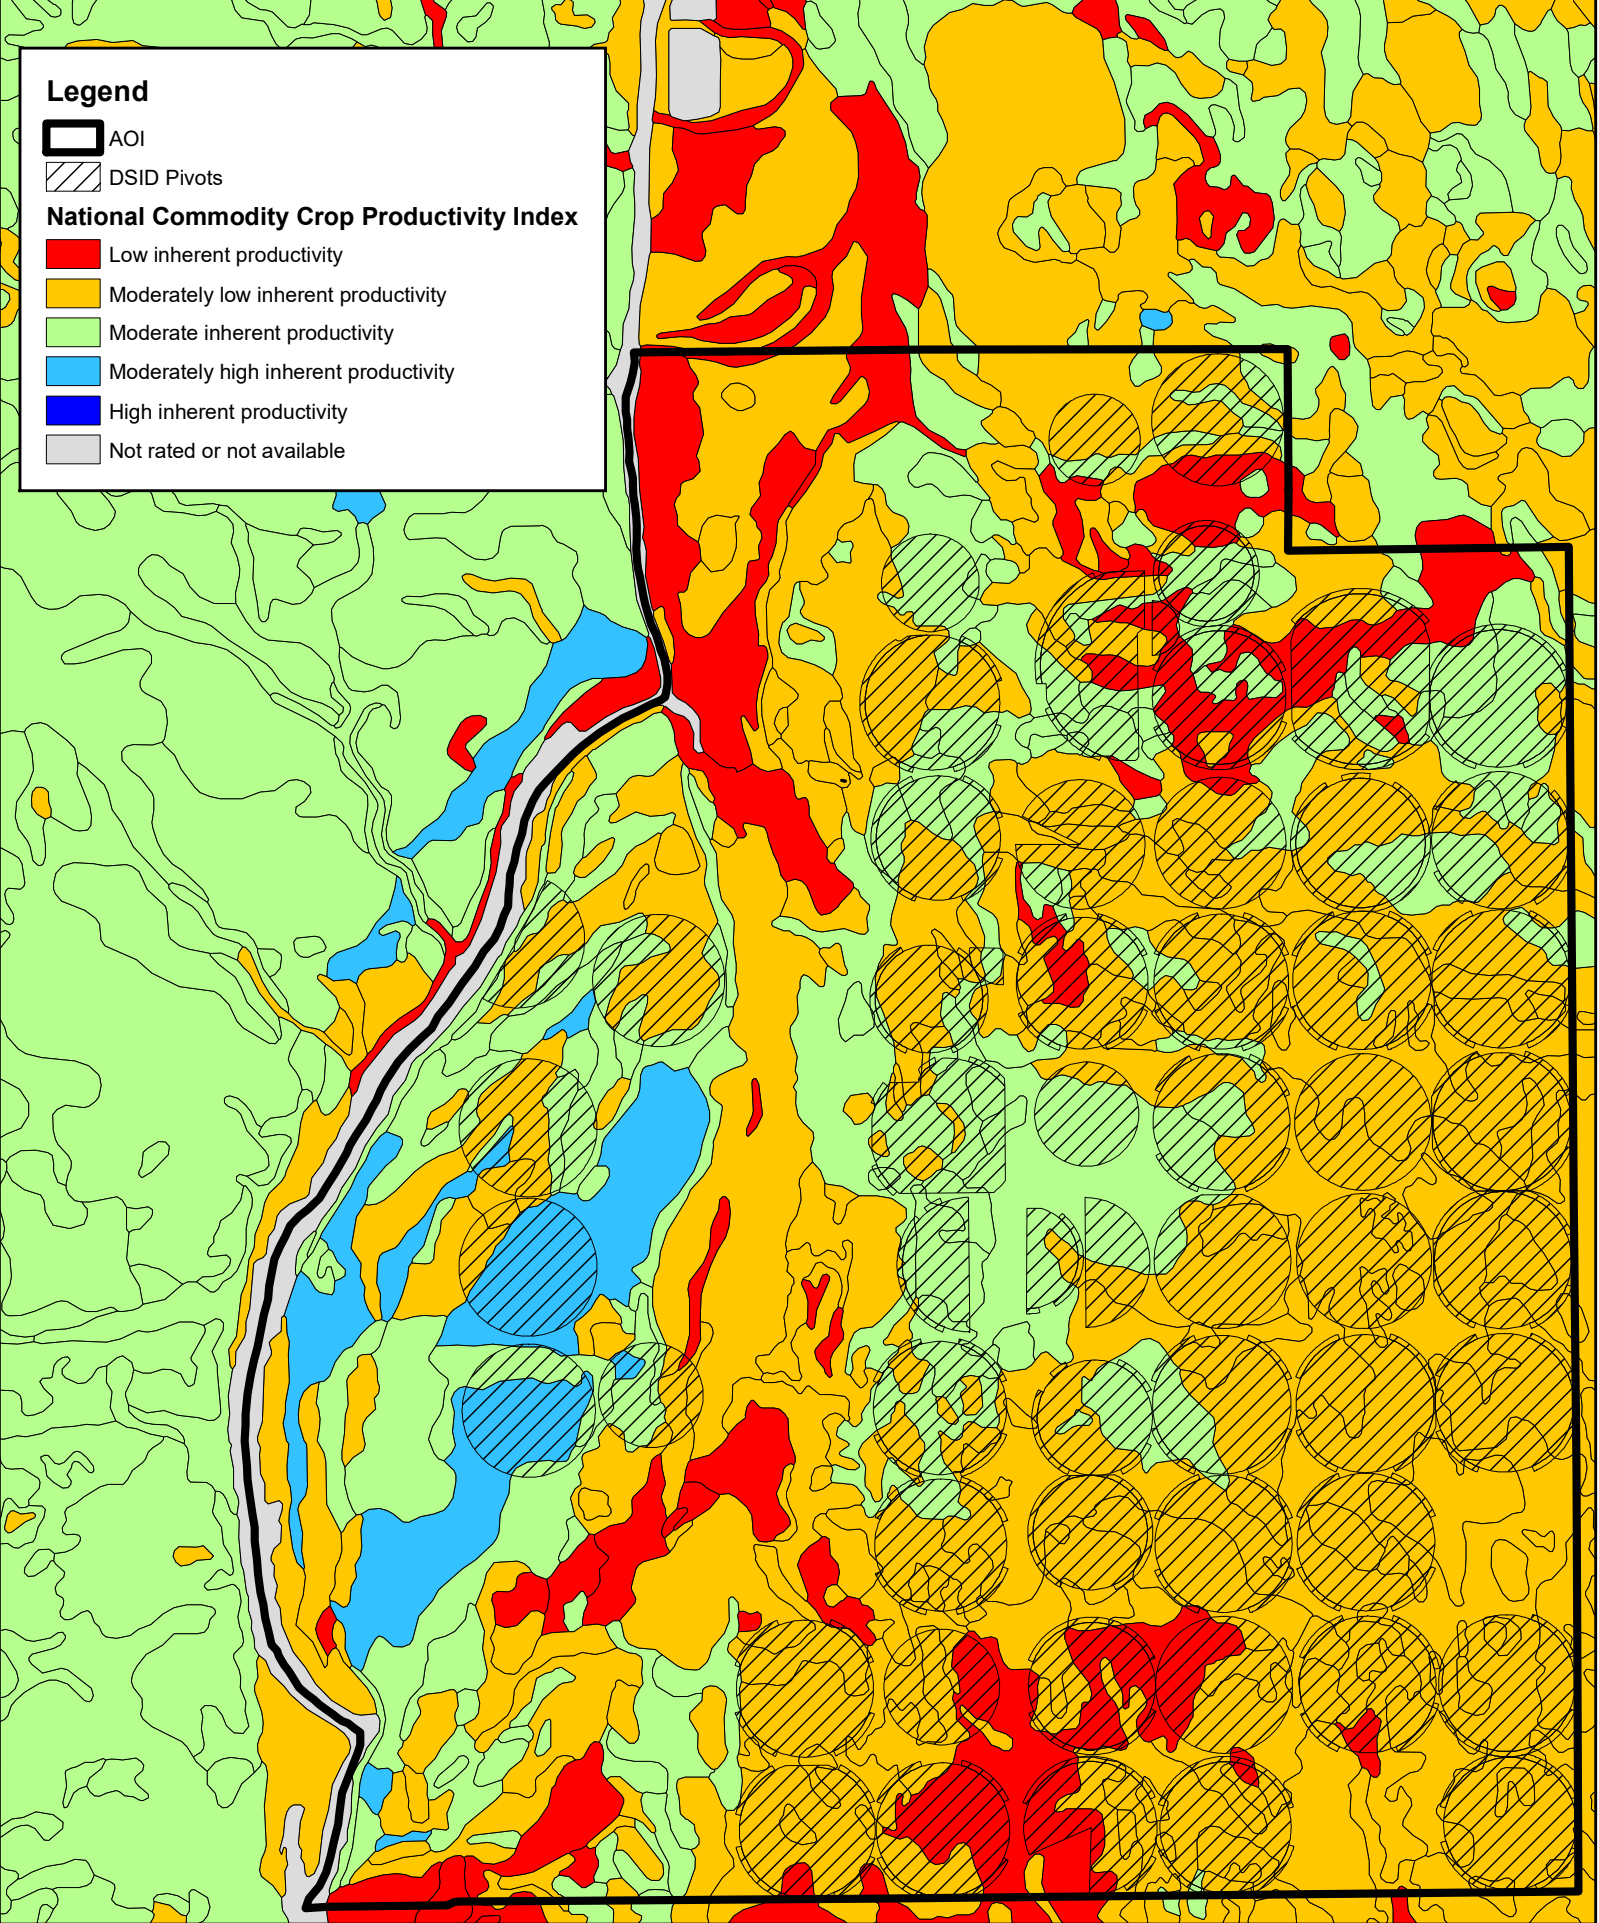 Legend
AOI
DSID Pivots
National Commodity Crop Productivity Index
Low inherent productivity
Moderately low inherent productivity
Moderate inherent productivity
Moderately high inherent productivity
High inherent productivity
Not rated or not available